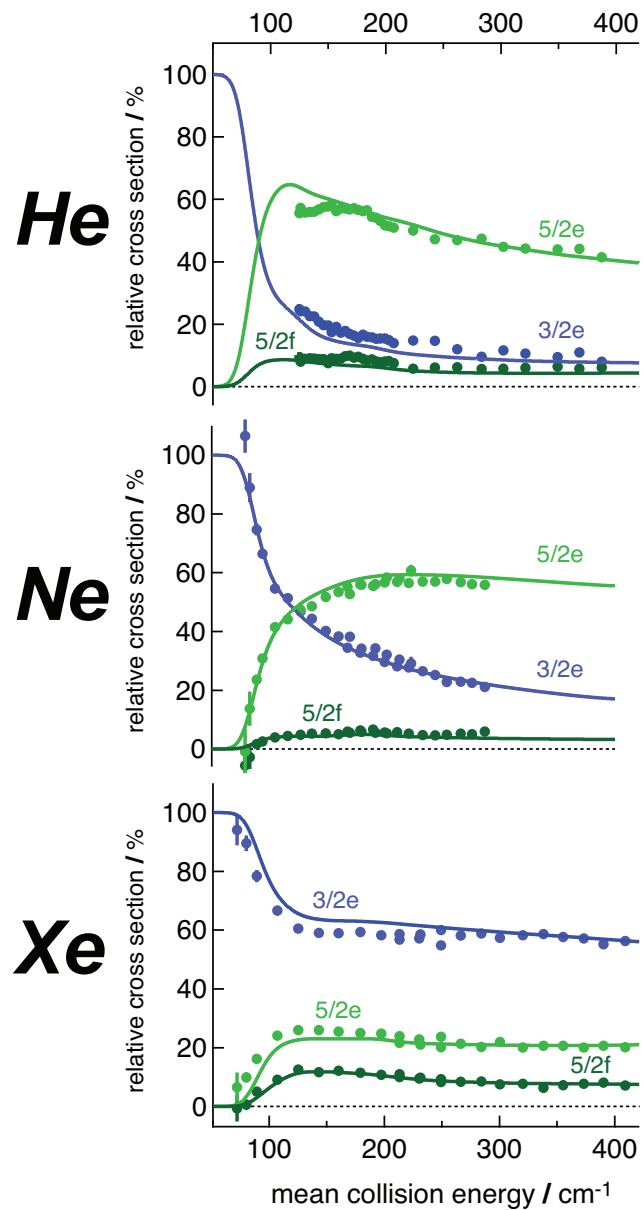 100 200 300 400
He
relative cross section / %
100
80
60
40
20
0
5/2e
3/2e
5/2f
Ne
relative cross section / %
100
80
60
40
20
0
5/2e
3/2e
5/2f
Xe
relative cross section / %
100
80
60
40
20
0
3/2e
5/2e
5/2f
100 200 300 400
mean collision energy / cm⁻¹